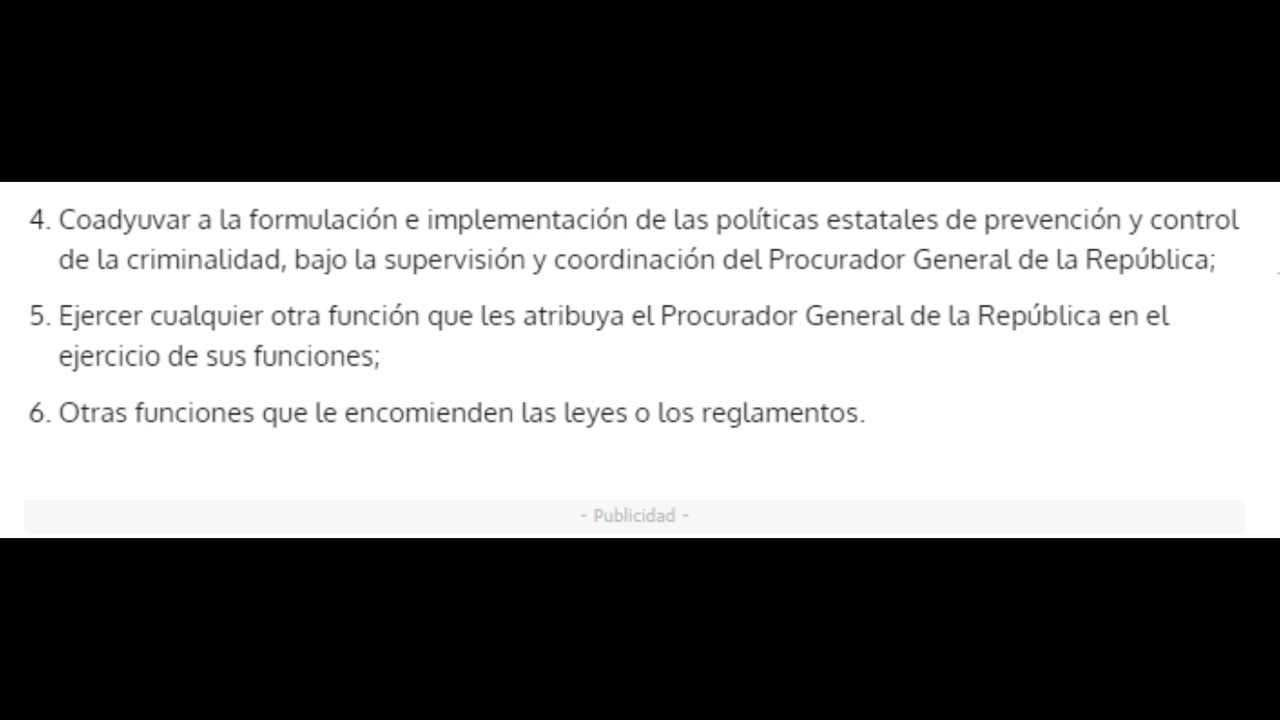 4. Coadyuvar a la formulación e implementación de las políticas estatales de prevención y control
de la criminalidad, bajo la supervisión y coordinación del Procurador General de la República;
5. Ejercer cualquier otra función que les atribuya el Procurador General de la República en el
ejercicio de sus funciones;
6. Otras funciones que le encomienden las leyes o los reglamentos.
- Publicidad -